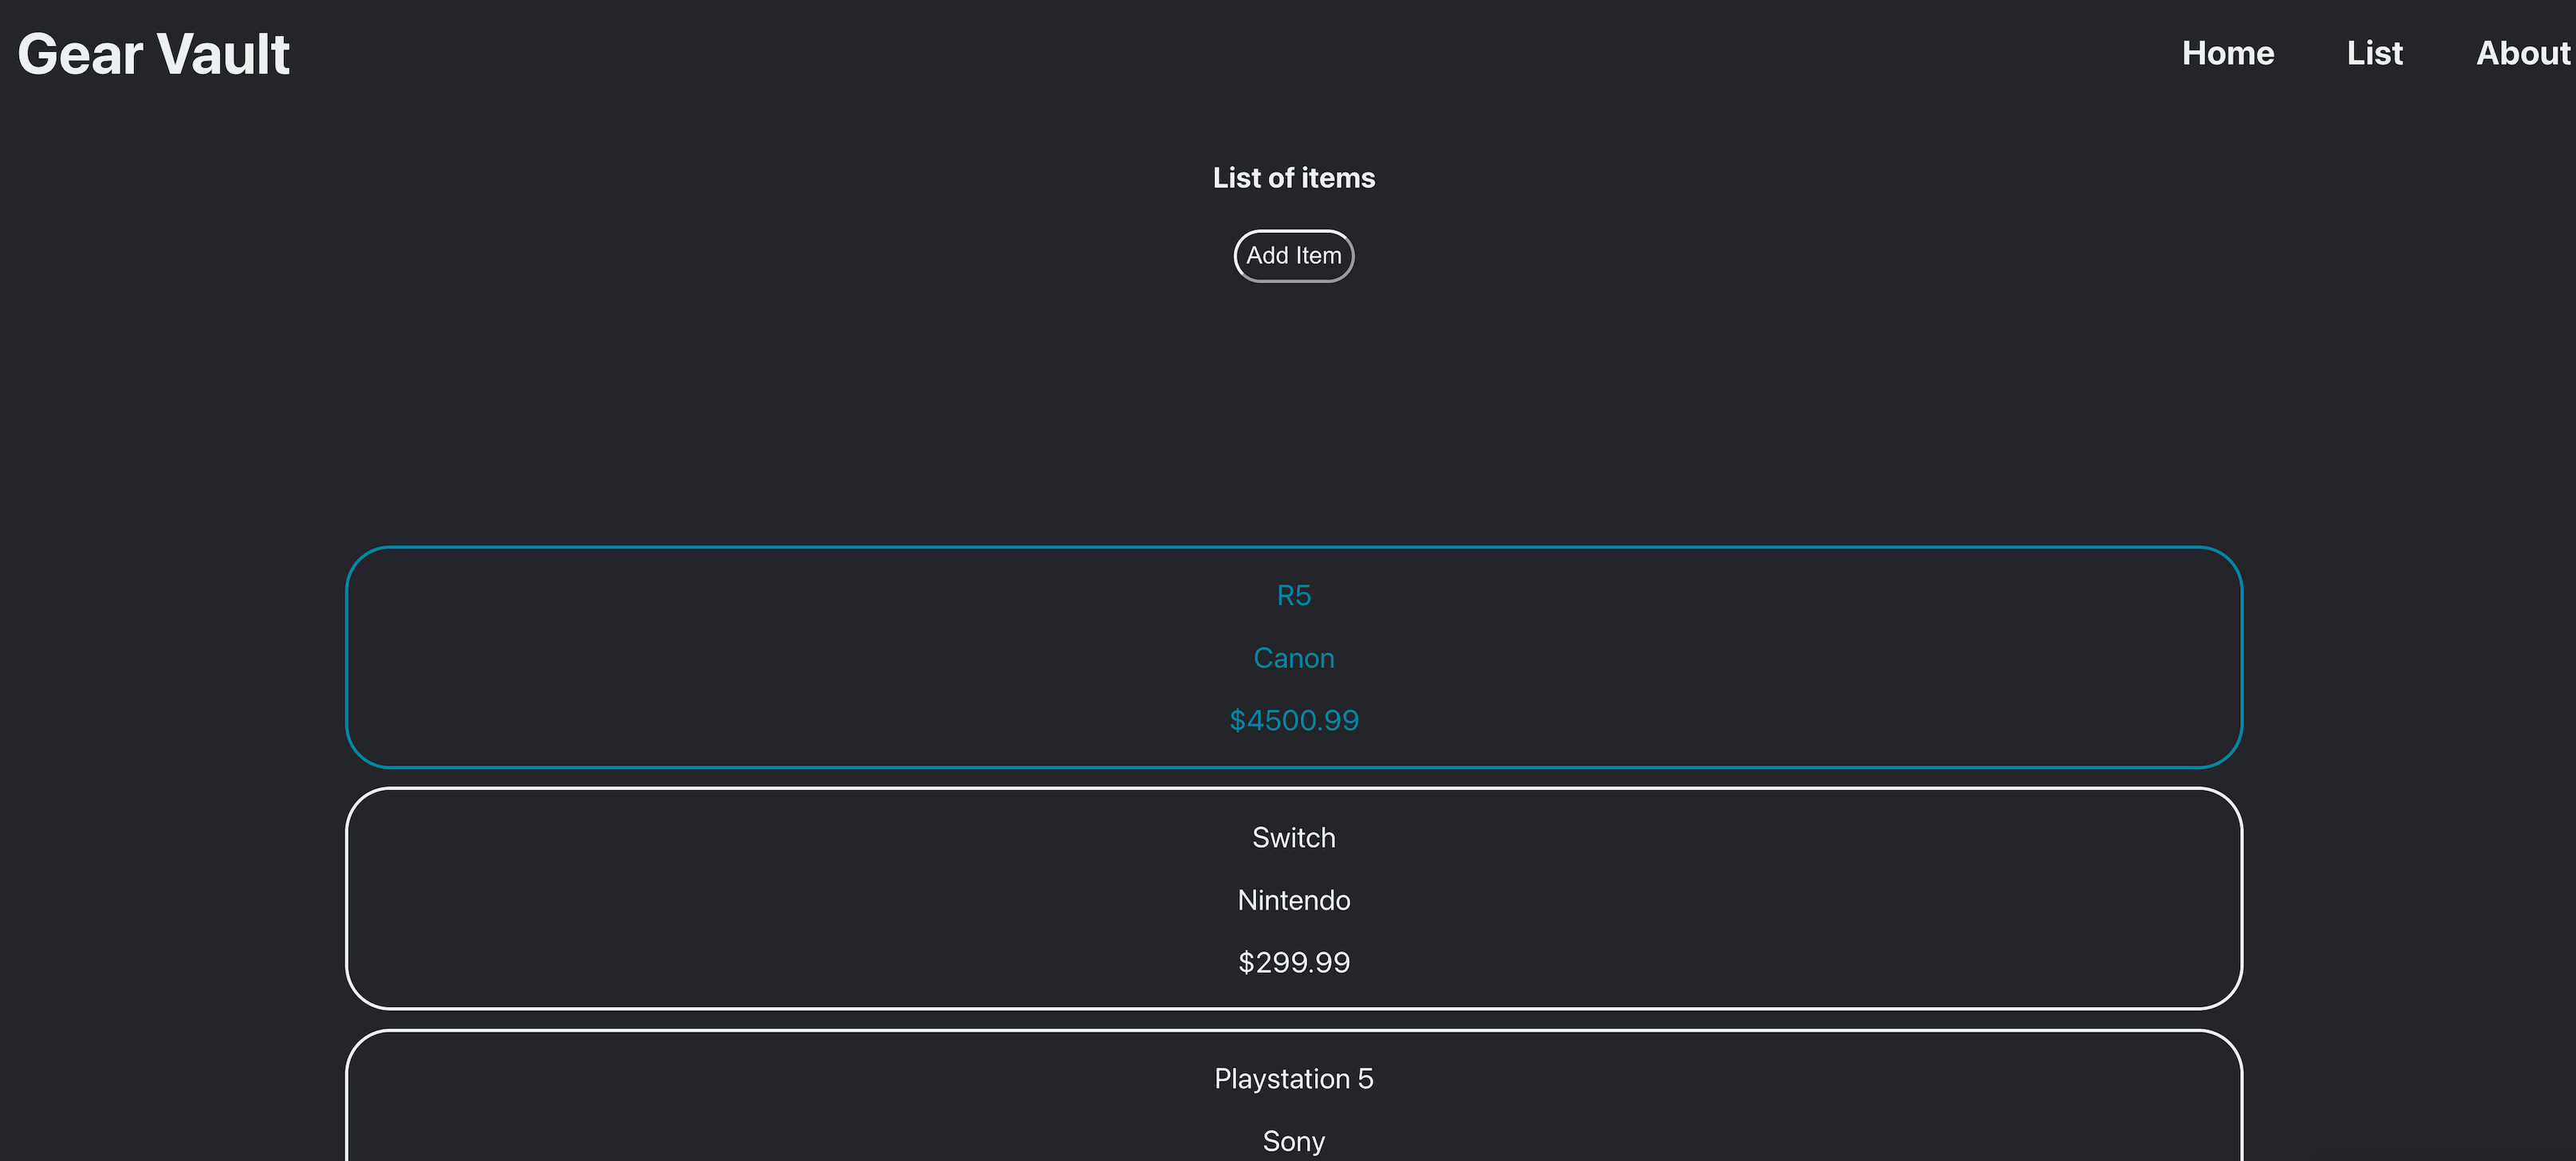 Gear Vault
Home List About
List of items
Add Item
R5
Canon
$4500.99
Switch
Nintendo
$299.99
Playstation 5
Sony